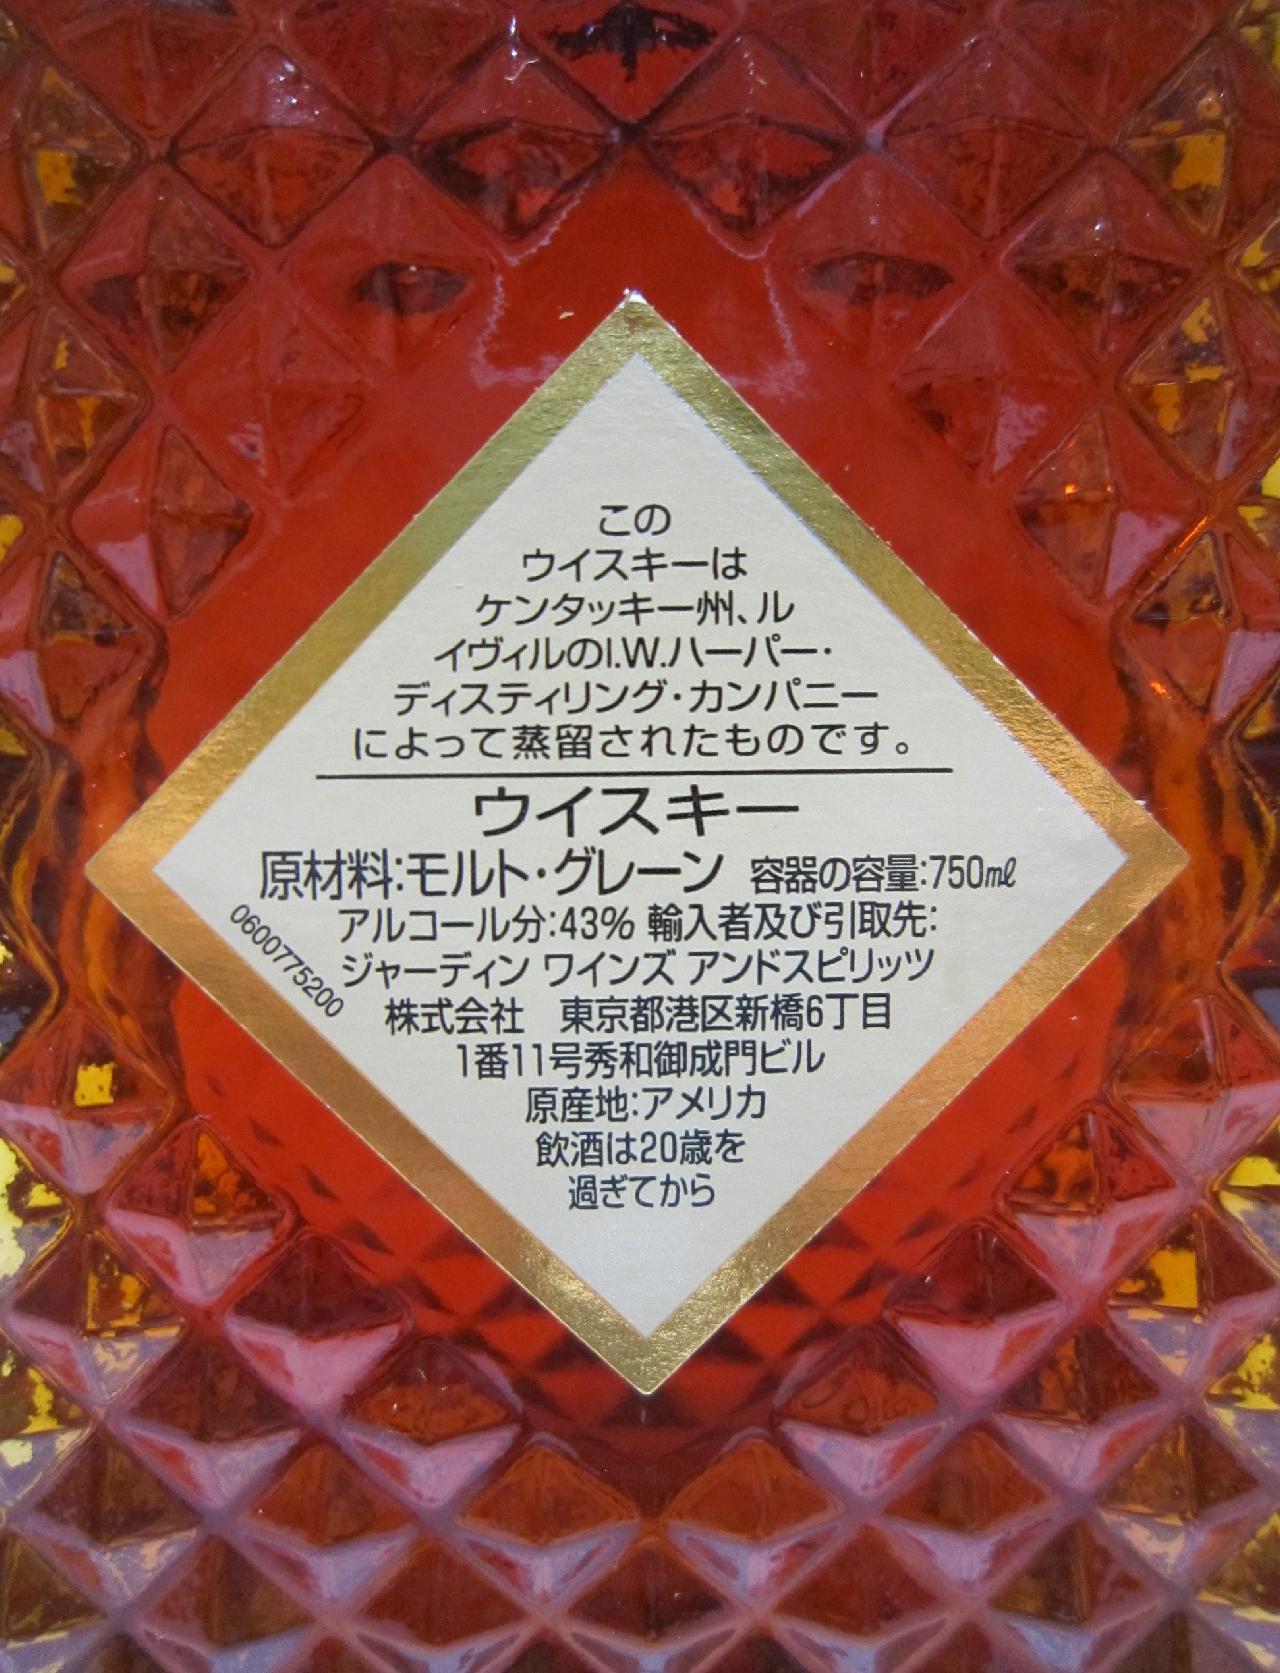 この
ウイスキーは
ケンタッキー州、ル
イヴィルのI.W.ハーパー・
ディスティリング・カンパニー
によって蒸留されたものです。
ウイスキー
原材料:モルト・グレーン 容器の容量:750ml
アルコール分:43% 輸入者及び引取先:
ジャーディン ワインズ アンドスピリッツ
株式会社 東京都港区新橋6丁目
1番11号秀和御成門ビル
原産地:アメリカ
飲酒は20歳を
過ぎてから
0600775200